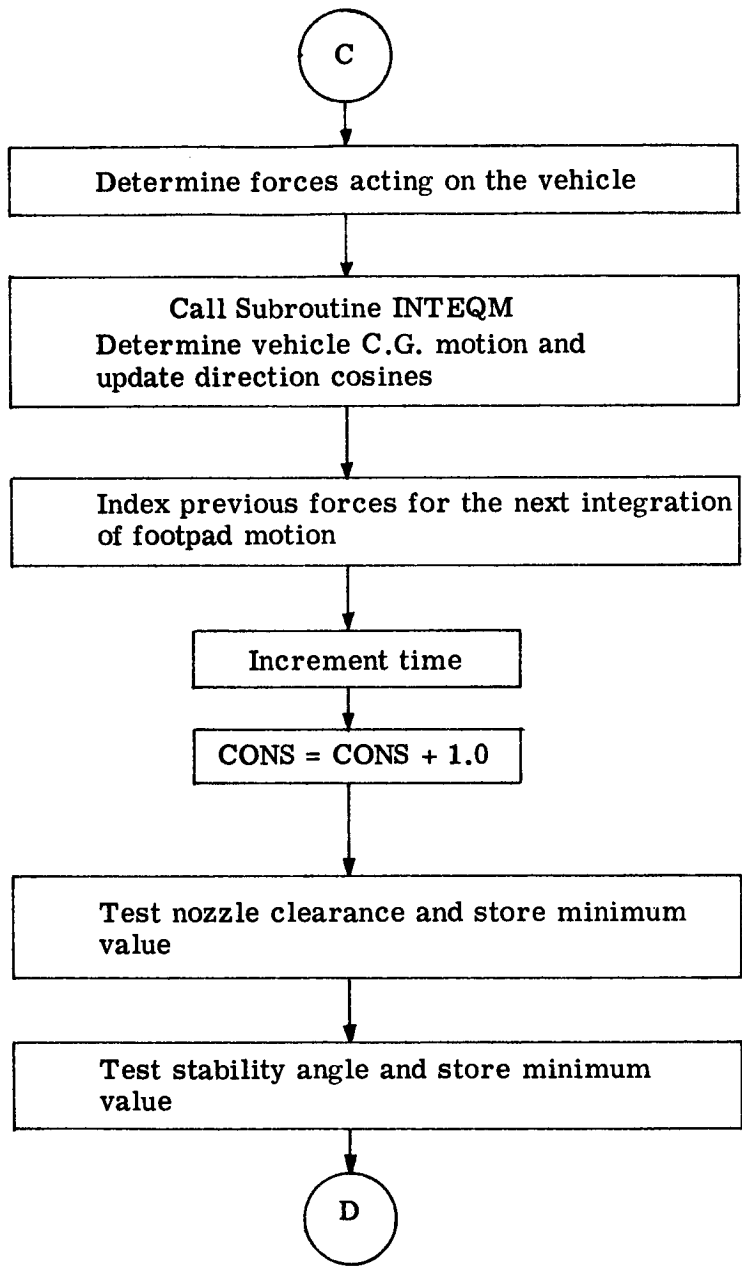 C
Determine forces acting on the vehicle
Call Subroutine INTEQM
Determine vehicle C.G. motion and
update direction cosines
Index previous forces for the next integration
of footpad motion
Increment time
CONS = CONS + 1.0
Test nozzle clearance and store minimum
value
Test stability angle and store minimum
value
D